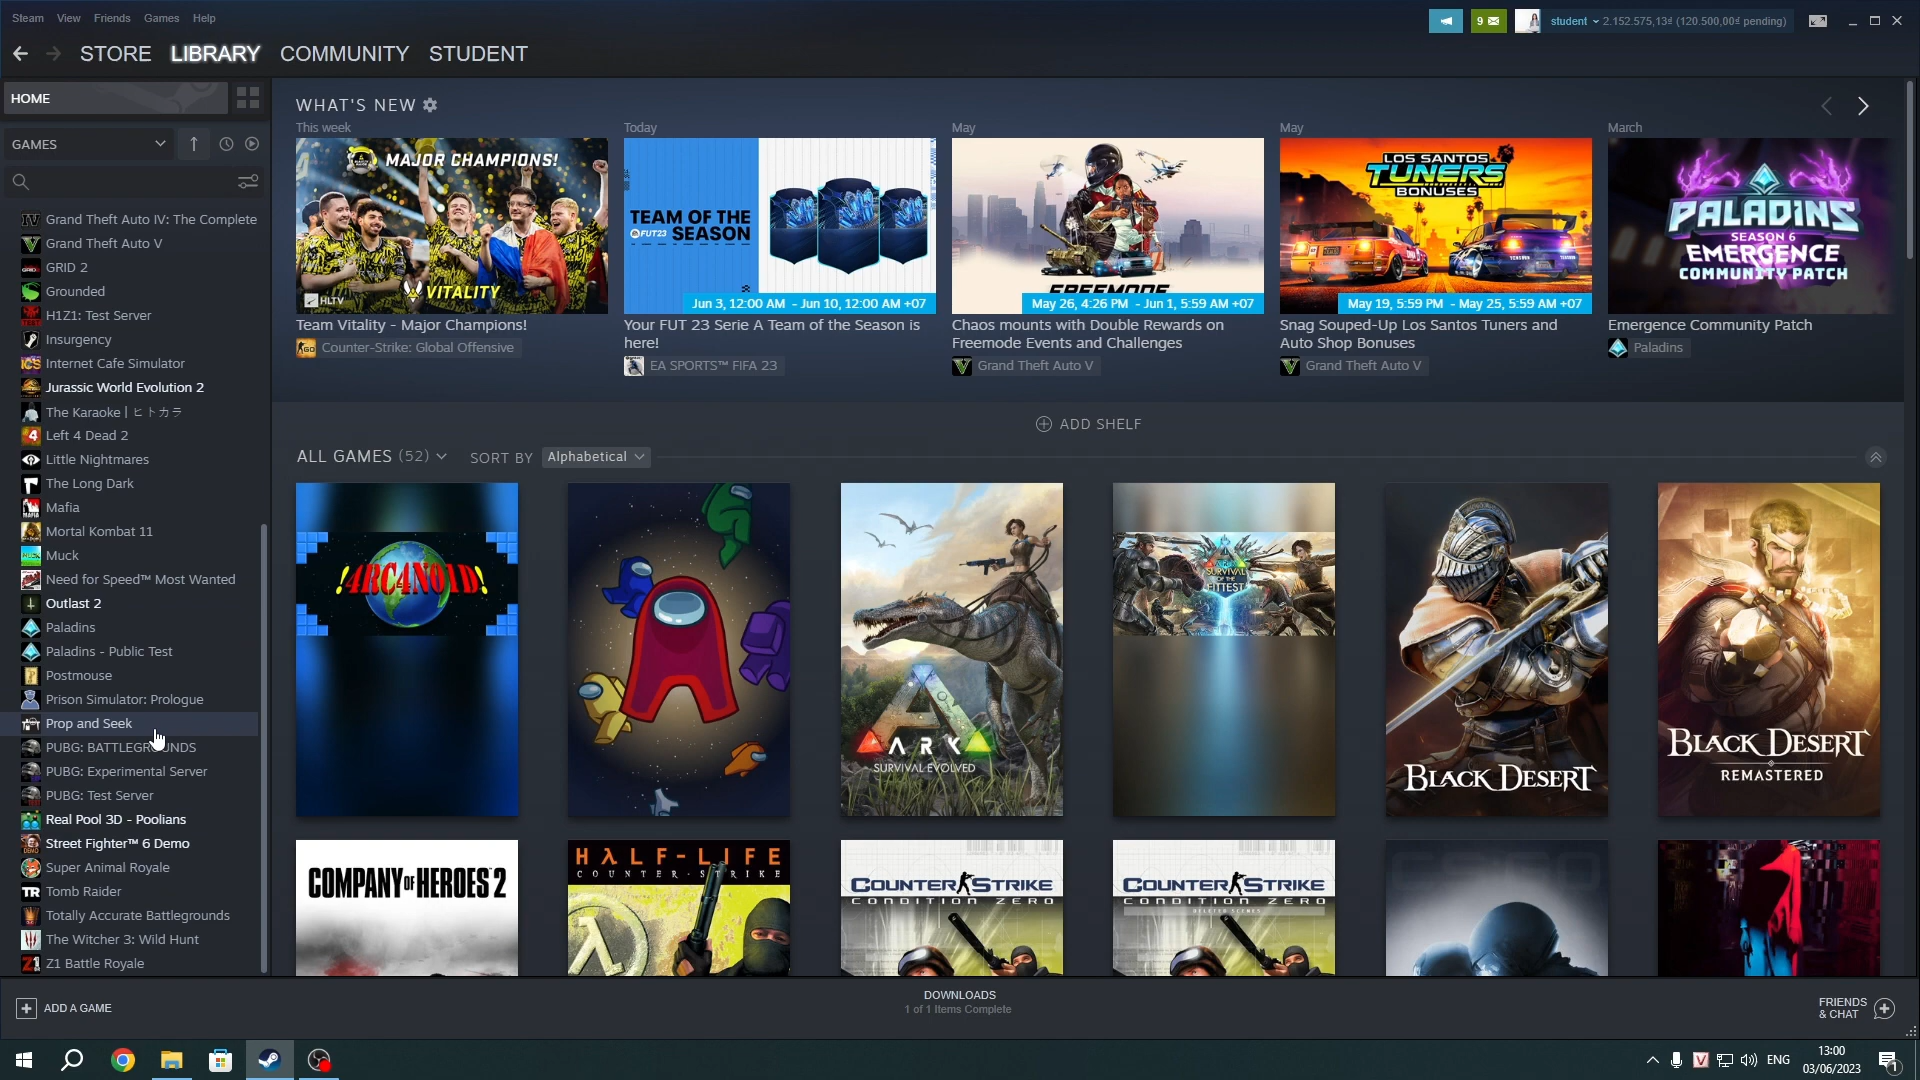 Steam View Friends Games Help
9
student 2.152.575,13₫ (120.500,00₫ pending)
STORE LIBRARY COMMUNITY STUDENT
HOME
GAMES
Grand Theft Auto IV: The Complete
Grand Theft Auto V
GRID 2
Grounded
H1Z1: Test Server
Insurgency
Internet Cafe Simulator
Jurassic World Evolution 2
The Karaoke | ヒトカラ
Left 4 Dead 2
Little Nightmares
The Long Dark
Mafia
Mortal Kombat 11
Muck
Need for Speed™ Most Wanted
Outlast 2
Paladins
Paladins - Public Test
Postmouse
Prison Simulator: Prologue
Prop and Seek
PUBG: BATTLEGROUNDS
PUBG: Experimental Server
PUBG: Test Server
Real Pool 3D - Poolians
Street Fighter™ 6 Demo
Super Animal Royale
Tomb Raider
Totally Accurate Battlegrounds
The Witcher 3: Wild Hunt
Z1 Battle Royale
WHAT'S NEW
This week
MAJOR CHAMPIONS!
HLTV
VITALITY
Team Vitality - Major Champions!
Counter-Strike: Global Offensive
Today
TEAM OF THE
FUT23 SEASON
Jun 3, 12:00 AM - Jun 10, 12:00 AM +07
Your FUT 23 Serie A Team of the Season is
here!
EA SPORTS™ FIFA 23
May
FREEMODE
May 26, 4:26 PM - Jun 1, 5:59 AM +07
Chaos mounts with Double Rewards on
Freemode Events and Challenges
Grand Theft Auto V
May
LOS SANTOS
TUNERS
BONUSES
May 19, 5:59 PM - May 25, 5:59 AM +07
Snag Souped-Up Los Santos Tuners and
Auto Shop Bonuses
Grand Theft Auto V
March
PALADINS
SEASON 6
EMERGENCE
COMMUNITY PATCH
Emergence Community Patch
Paladins
ADD SHELF
ALL GAMES (52) SORT BY Alphabetical
!4RC4N01D!
ARK
SURVIVAL EVOLVED
SURVIVAL
OF THE
FITTEST
BLACK DESERT
BLACK DESERT
REMASTERED
COMPANY OF HEROES 2
HALF-LIFE
COUNTER-STRIKE
COUNTER STRIKE
CONDITION ZERO
COUNTER STRIKE
CONDITION ZERO
DELETED SCENES
ADD A GAME
DOWNLOADS
1 of 1 Items Complete
FRIENDS
& CHAT
ENG
13:00
03/06/2023
1